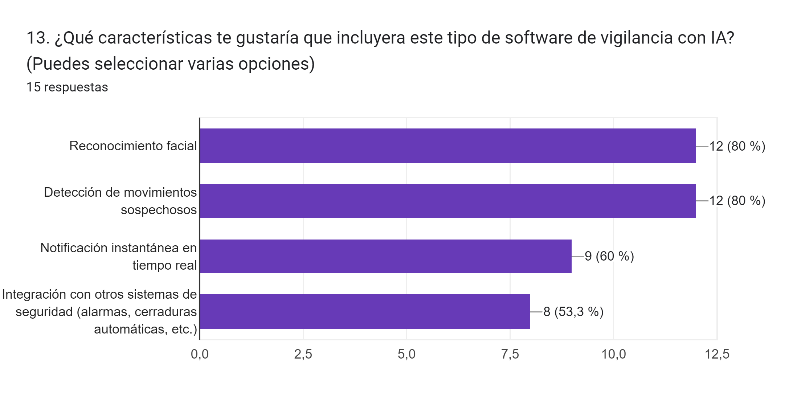 13. ¿Qué características te gustaría que incluyera este tipo de software de vigilancia con IA?
(Puedes seleccionar varias opciones)
15 respuestas
Reconocimiento facial
12 (80 %)
Detección de movimientos
sospechosos
12 (80 %)
Notificación instantánea en
tiempo real
9 (60 %)
Integración con otros sistemas de
seguridad (alarmas, cerraduras
automáticas, etc.)
8 (53,3 %)
0,0 2,5 5,0 7,5 10,0 12,5